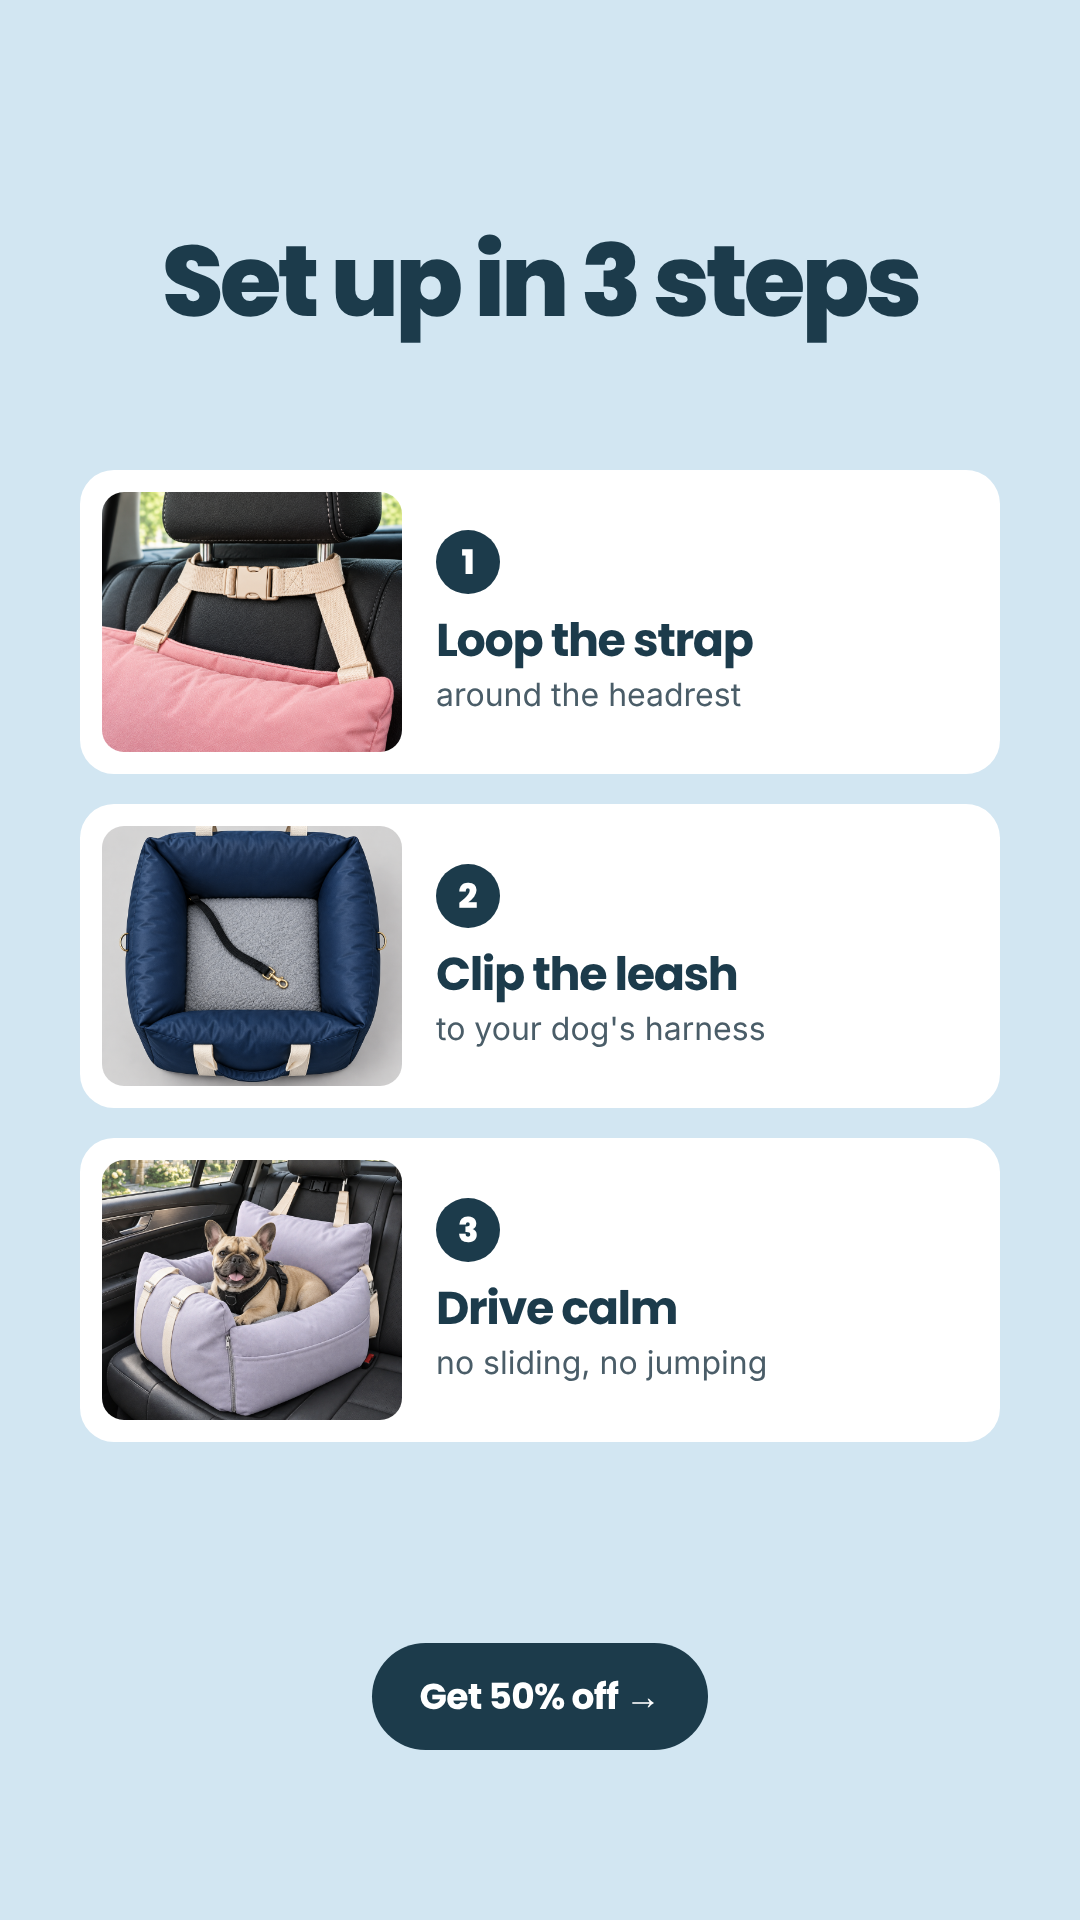 Set up in 3 steps
1
Loop the strap
around the headrest
2
Clip the leash
to your dog's harness
3
Drive calm
no sliding, no jumping
Get 50% off →